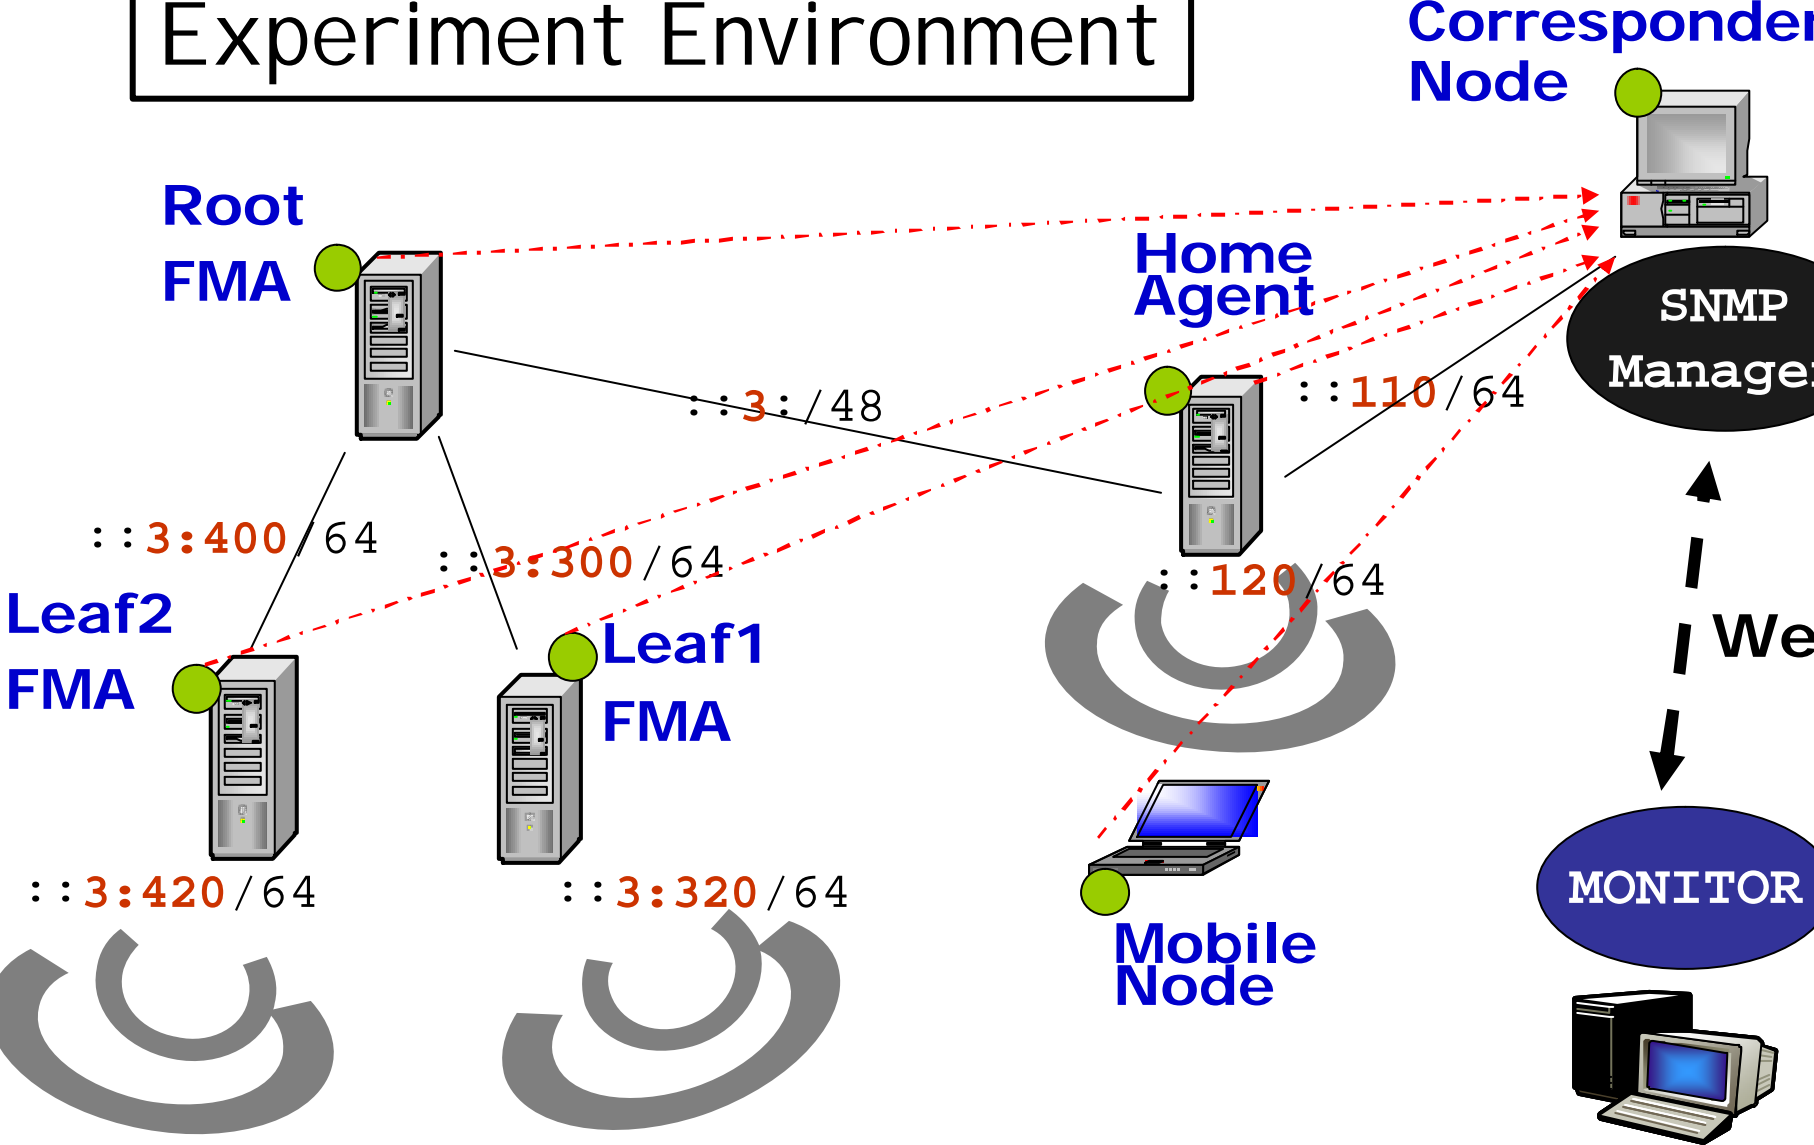 Experiment Environment
Node
Root
FMA
Home
Agent
SNMP
::3:/48
::110/64
::3:400/64
::3:300/64
::120/64
Leaf2
FMA
Leaf1
FMA
::3:420/64
::3:320/64
MONITOR
Mobile
Node